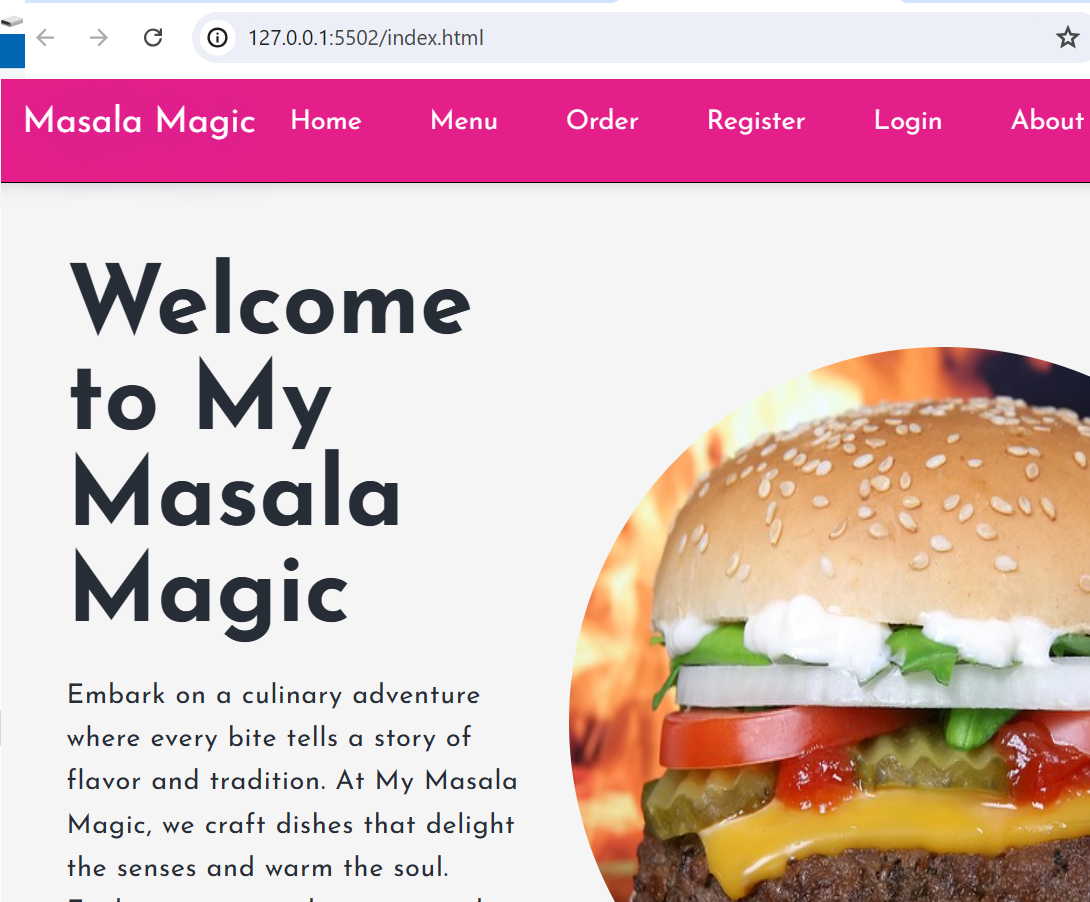 127.0.0.1:5502/index.html
Masala Magic Home Menu Order Register Login About
Welcome
to My
Masala
Magic
Embark on a culinary adventure
where every bite tells a story of
flavor and tradition. At My Masala
Magic, we craft dishes that delight
the senses and warm the soul.